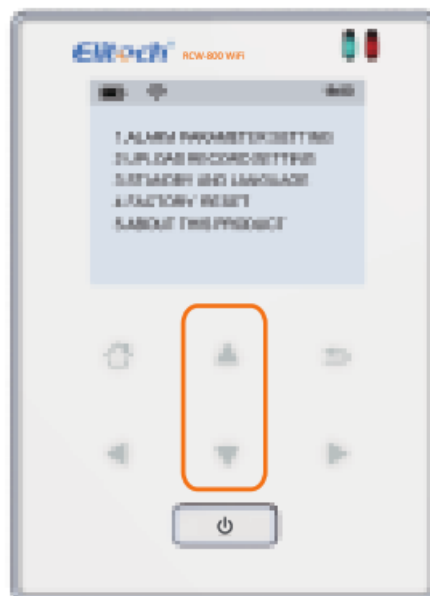 Elitech RCW-800 WiFi
1.ALARM PARAMETER SETTING
2.UPLOAD RECORD SETTING
3.STANDBY AND LANGUAGE
4.FACTORY RESET
5.ABOUT THIS PRODUCT